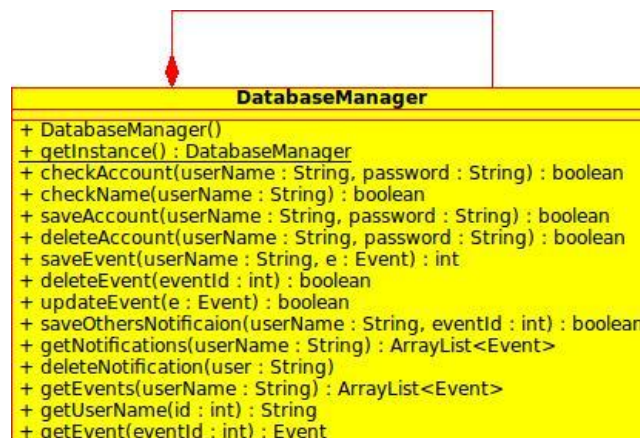 DatabaseManager
+ DatabaseManager()
+ getInstance() : DatabaseManager
+ checkAccount(userName : String, password : String) : boolean
+ checkName(userName : String) : boolean
+ saveAccount(userName : String, password : String) : boolean
+ deleteAccount(userName : String, password : String) : boolean
+ saveEvent(userName : String, e : Event) : int
+ deleteEvent(eventId : int) : boolean
+ updateEvent(e : Event) : boolean
+ saveOthersNotificaion(userName : String, eventId : int) : boolean
+ getNotifications(userName : String) : ArrayList<Event>
+ deleteNotification(user : String)
+ getEvents(userName : String) : ArrayList<Event>
+ getUserName(id : int) : String
+ getEvent(eventId : int) : Event